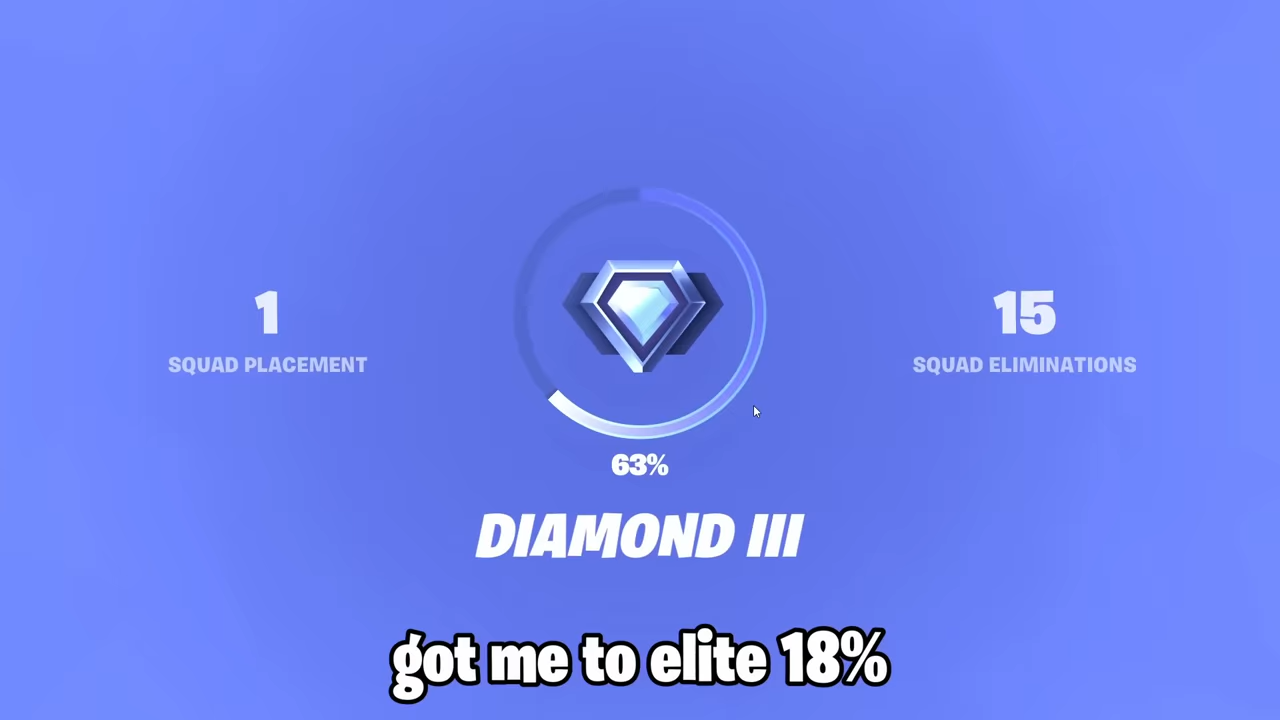 1
SQUAD PLACEMENT
15
SQUAD ELIMINATIONS
63%
DIAMOND III
got me to elite 18%